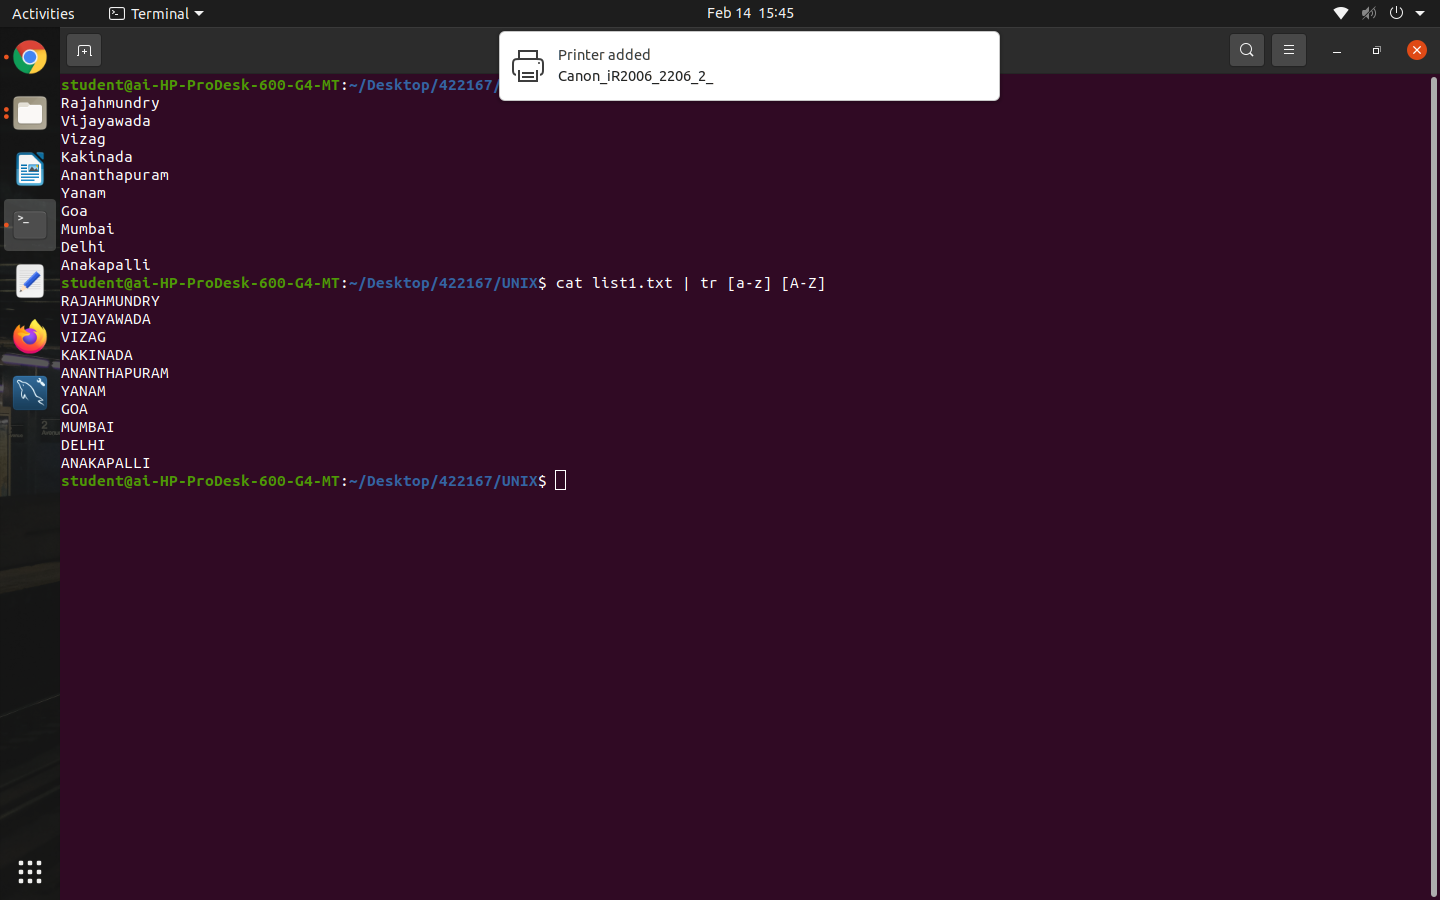 Activities Terminal Feb 14 15:45
Printer added
Canon_iR2006_2206_2_
student@ai-HP-ProDesk-600-G4-MT:~/Desktop/422167/
Rajahmundry
Vijayawada
Vizag
Kakinada
Ananthapuram
Yanam
Goa
Mumbai
Delhi
Anakapalli
student@ai-HP-ProDesk-600-G4-MT:~/Desktop/422167/UNIX$ cat list1.txt | tr [a-z] [A-Z]
RAJAHMUNDRY
VIJAYAWADA
VIZAG
KAKINADA
ANANTHAPURAM
YANAM
GOA
MUMBAI
DELHI
ANAKAPALLI
student@ai-HP-ProDesk-600-G4-MT:~/Desktop/422167/UNIX$